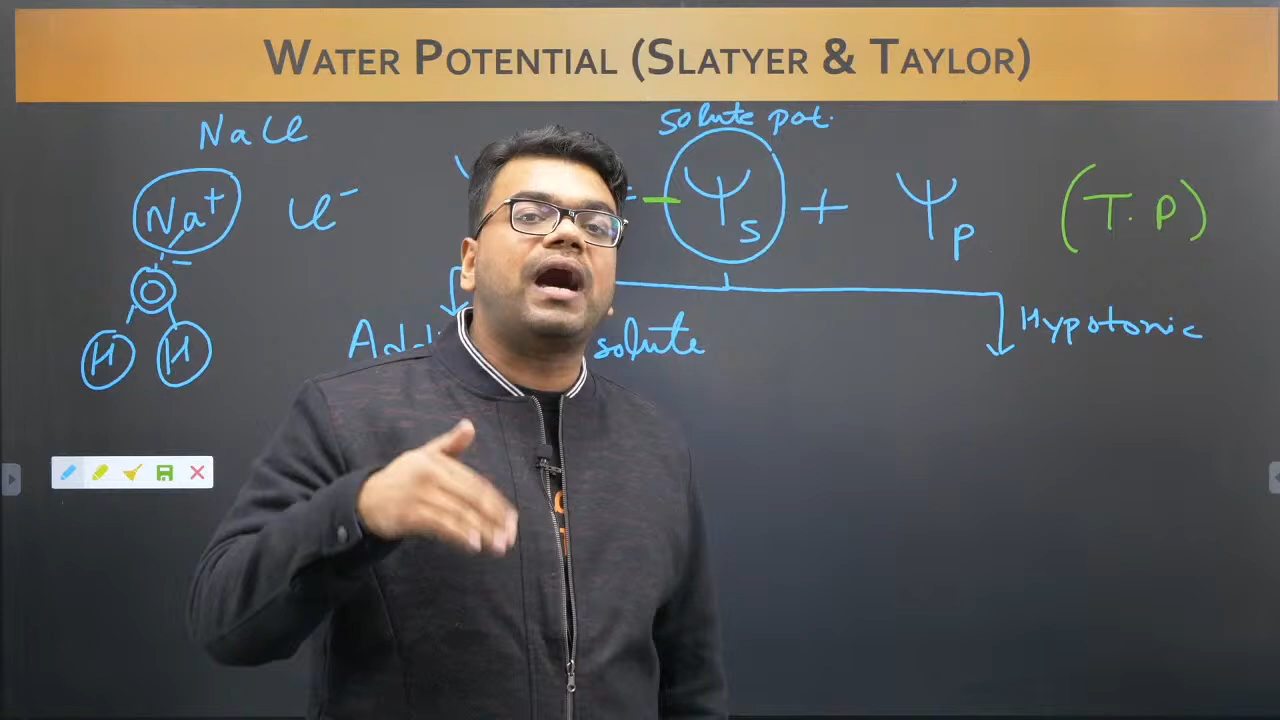 WATER POTENTIAL (SLATYER & TAYLOR)
NaCl
solute pot.
Na⁺ Cl⁻
= − Ψs + Ψp (T.P)
O
H H
solute
Hypotonic